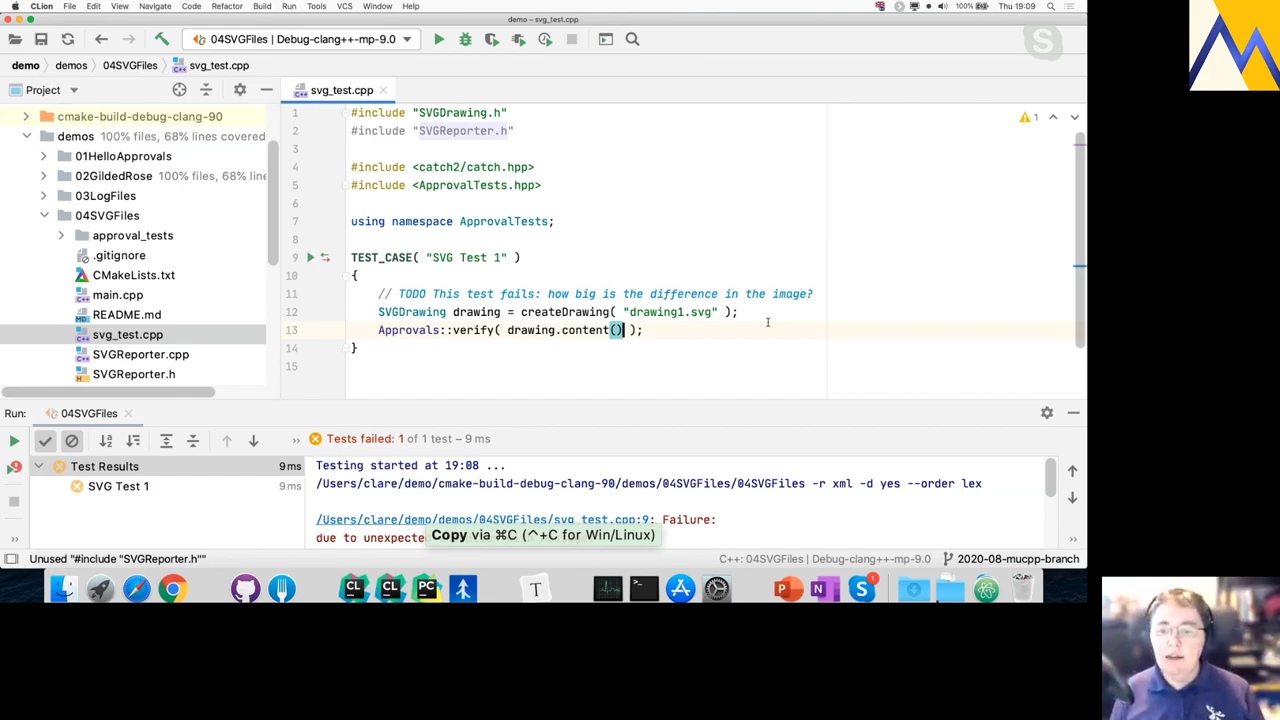 CLion File Edit View Navigate Code Refactor Build Run Tools VCS Window Help 100% Thu 19:09
demo – svg_test.cpp
04SVGFiles | Debug-clang++-mp-9.0
demo demos 04SVGFiles svg_test.cpp
Project svg_test.cpp
cmake-build-debug-clang-90
demos 100% files, 68% lines covered
01HelloApprovals
02GildedRose 100% files, 68% line
03LogFiles
04SVGFiles
approval_tests
.gitignore
CMakeLists.txt
main.cpp
README.md
svg_test.cpp
SVGReporter.cpp
SVGReporter.h
1 #include "SVGDrawing.h" 1
2 #include "SVGReporter.h"
3
4 #include <catch2/catch.hpp>
5 #include <ApprovalTests.hpp>
6
7 using namespace ApprovalTests;
8
9 TEST_CASE( "SVG Test 1" )
10 {
11 // TODO This test fails: how big is the difference in the image?
12 SVGDrawing drawing = createDrawing( "drawing1.svg" );
13 Approvals::verify( drawing.content() );
14 }
15
Run: 04SVGFiles
Tests failed: 1 of 1 test – 9 ms
Test Results 9 ms
SVG Test 1 9 ms
Testing started at 19:08 ...
/Users/clare/demo/cmake-build-debug-clang-90/demos/04SVGFiles/04SVGFiles -r xml -d yes --order lex
/Users/clare/demo/demos/04SVGFiles/svg_test.cpp:9: Failure:
due to unexpecte
Copy via ⌘C (^+C for Win/Linux)
Unused "#include "SVGReporter.h"" C++: 04SVGFiles | Debug-clang++-mp-9.0 2020-08-mucpp-branch
CL CL PC T P N S 1